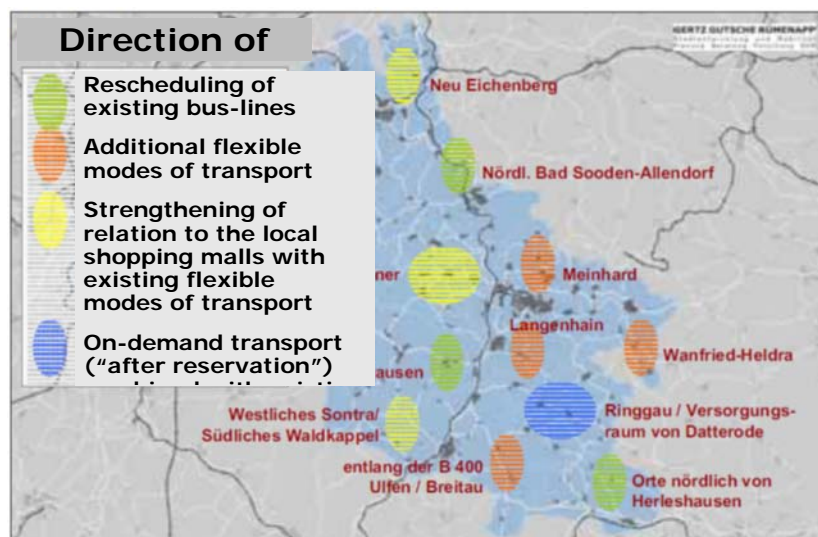 Direction of
Rescheduling of
existing bus-lines
Additional flexible
modes of transport
Strengthening of
relation to the local
shopping malls with
existing flexible
modes of transport
On-demand transport
(“after reservation”)
GERTZ GUTSCHE RÜMENAPP
Neu Eichenberg
Nördl. Bad Sooden-Allendorf
ner
Meinhard
Langenhain
Wanfried-Heldra
ausen
Westliches Sontra/
Südliches Waldkappel
Ringgau / Versorgungs-
raum von Datterode
entlang der B 400
Ulfen / Breitau
Orte nördlich von
Herleshausen